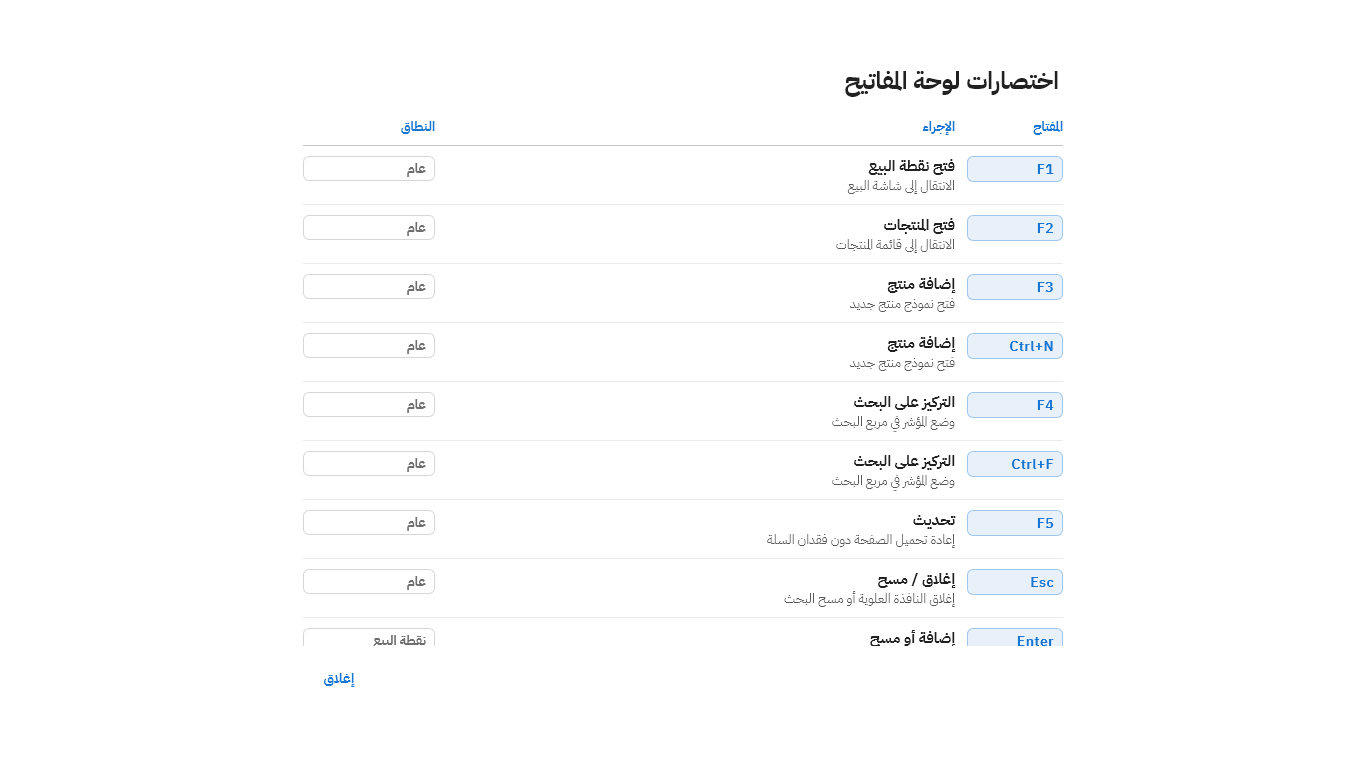 اختصارات لوحة المفاتيح
المفتاح الإجراء النطاق
F1 فتح نقطة البيع عام
الانتقال إلى شاشة البيع
F2 فتح المنتجات عام
الانتقال إلى قائمة المنتجات
F3 إضافة منتج عام
فتح نموذج منتج جديد
Ctrl+N إضافة منتج عام
فتح نموذج منتج جديد
F4 التركيز على البحث عام
وضع المؤشر في مربع البحث
Ctrl+F التركيز على البحث عام
وضع المؤشر في مربع البحث
F5 تحديث عام
إعادة تحميل الصفحة دون فقدان السلة
Esc إغلاق / مسح عام
إغلاق النافذة العلوية أو مسح البحث
Enter إضافة أو مسح نقطة البيع
إغلاق